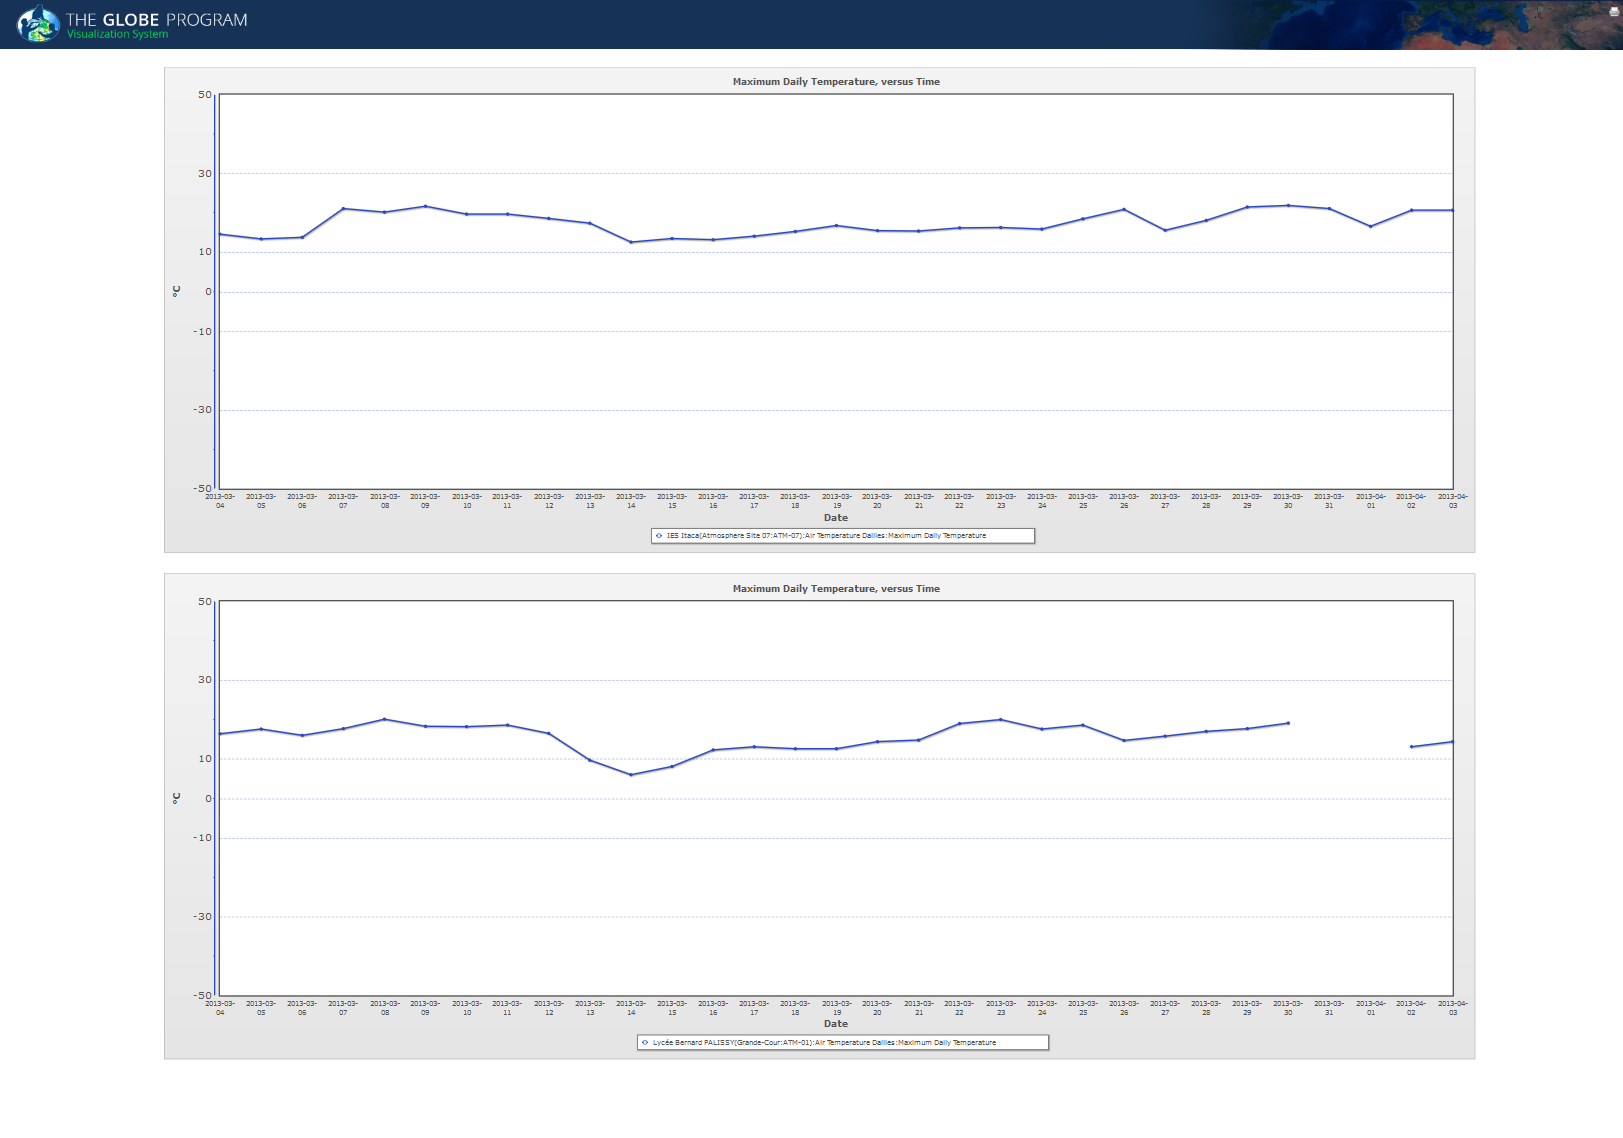 THE GLOBE PROGRAM
Visualization System
Maximum Daily Temperature, versus Time
50
30
10
0
-10
-30
-50
°C
2013-03- 2013-03- 2013-03- 2013-03- 2013-03- 2013-03- 2013-03- 2013-03- 2013-03- 2013-03- 2013-03- 2013-03- 2013-03- 2013-03- 2013-03- 2013-03- 2013-03- 2013-03- 2013-03- 2013-03- 2013-03- 2013-03- 2013-03- 2013-03- 2013-03- 2013-03- 2013-03- 2013-03- 2013-04- 2013-04- 2013-04-
04 05 06 07 08 09 10 11 12 13 14 15 16 17 18 19 20 21 22 23 24 25 26 27 28 29 30 31 01 02 03
Date
IES Itaca(Atmosphere Site 07:ATM-07):Air Temperature Dailies:Maximum Daily Temperature
Maximum Daily Temperature, versus Time
50
30
10
0
-10
-30
-50
°C
2013-03- 2013-03- 2013-03- 2013-03- 2013-03- 2013-03- 2013-03- 2013-03- 2013-03- 2013-03- 2013-03- 2013-03- 2013-03- 2013-03- 2013-03- 2013-03- 2013-03- 2013-03- 2013-03- 2013-03- 2013-03- 2013-03- 2013-03- 2013-03- 2013-03- 2013-03- 2013-03- 2013-03- 2013-04- 2013-04- 2013-04-
04 05 06 07 08 09 10 11 12 13 14 15 16 17 18 19 20 21 22 23 24 25 26 27 28 29 30 31 01 02 03
Date
Lycée Bernard PALISSY(Grande-Cour:ATM-01):Air Temperature Dailies:Maximum Daily Temperature